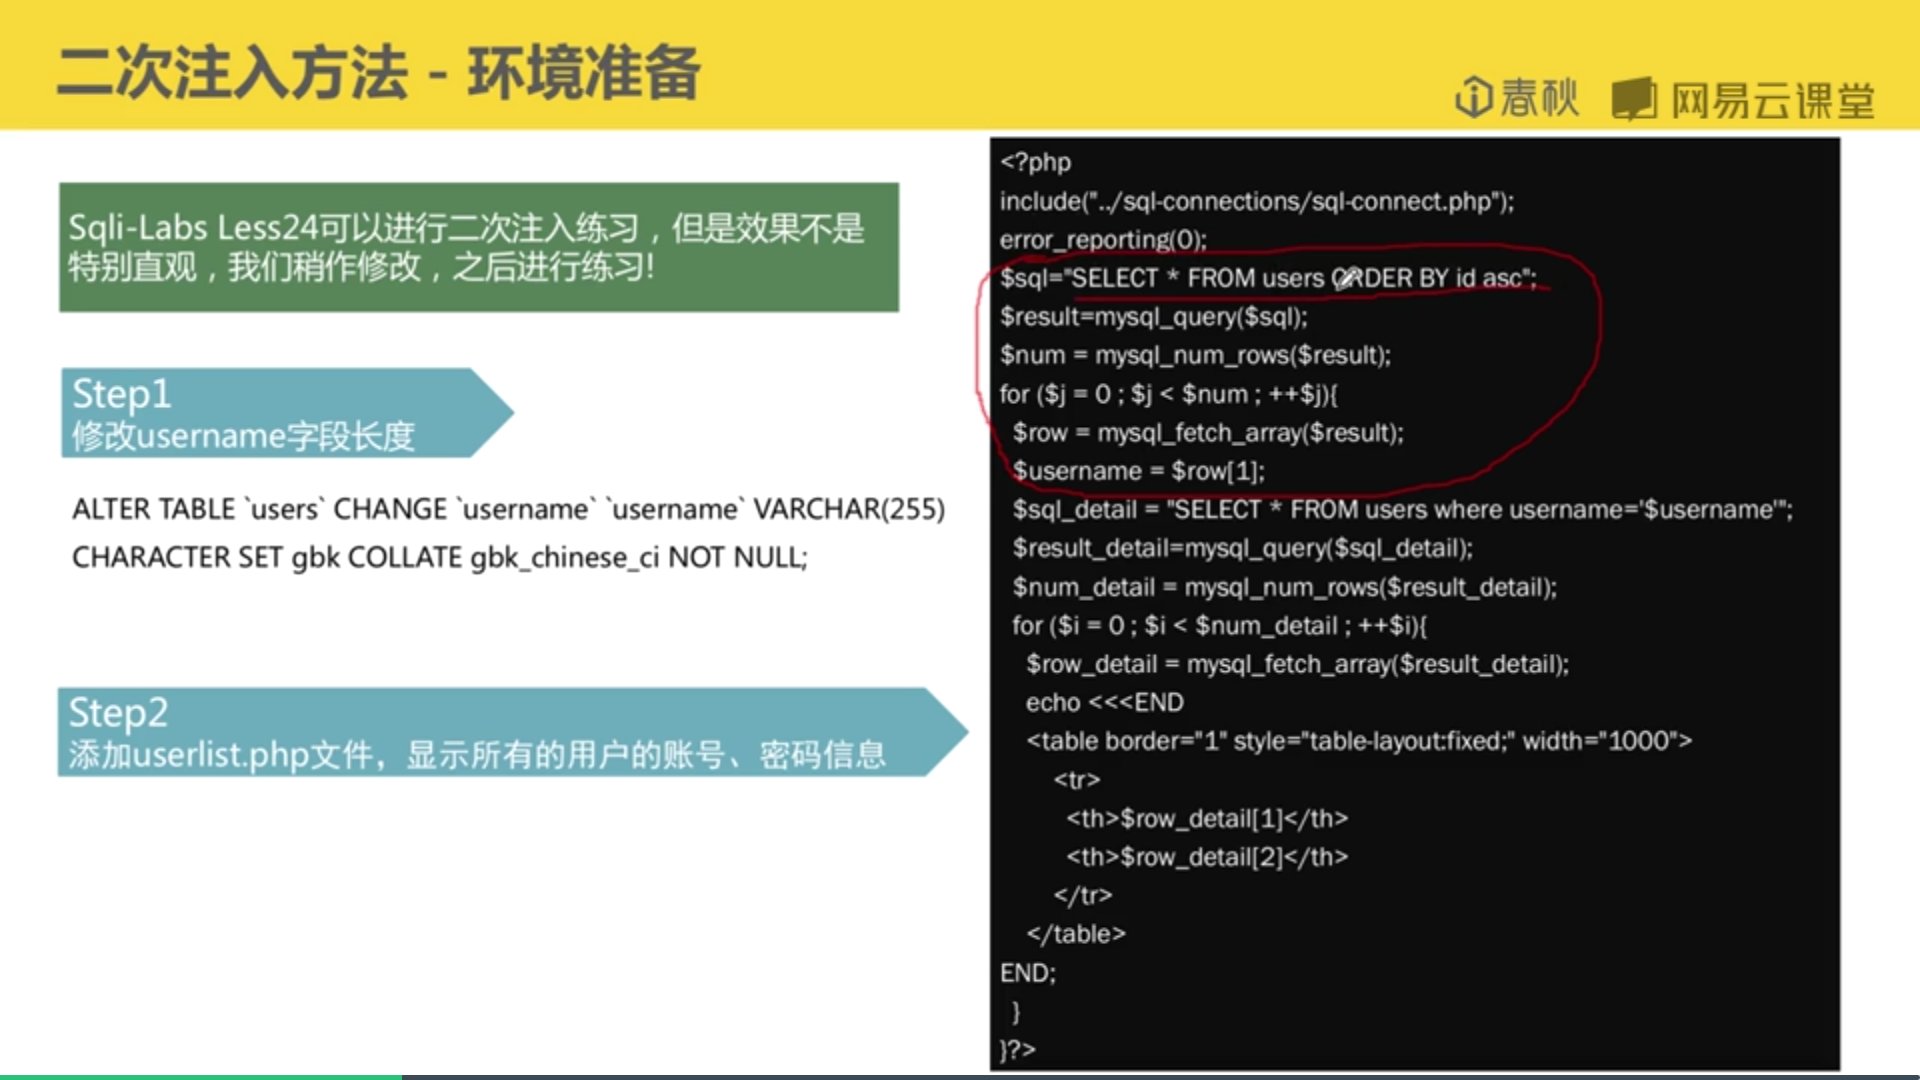 二次注入方法 - 环境准备
春秋 网易云课堂
Sqli-Labs Less24可以进行二次注入练习，但是效果不是
特别直观，我们稍作修改，之后进行练习!
Step1
修改username字段长度
ALTER TABLE `users` CHANGE `username` `username` VARCHAR(255)
CHARACTER SET gbk COLLATE gbk_chinese_ci NOT NULL;
Step2
添加userlist.php文件，显示所有的用户的账号、密码信息
<?php
include("../sql-connections/sql-connect.php");
error_reporting(0);
$sql="SELECT * FROM users ORDER BY id asc";
$result=mysql_query($sql);
$num = mysql_num_rows($result);
for ($j = 0 ; $j < $num ; ++$j){
$row = mysql_fetch_array($result);
$username = $row[1];
$sql_detail = "SELECT * FROM users where username='$username'";
$result_detail=mysql_query($sql_detail);
$num_detail = mysql_num_rows($result_detail);
for ($i = 0 ; $i < $num_detail ; ++$i){
$row_detail = mysql_fetch_array($result_detail);
echo <<<END
<table border="1" style="table-layout:fixed;" width="1000">
<tr>
<th>$row_detail[1]</th>
<th>$row_detail[2]</th>
</tr>
</table>
END;
}
}?>